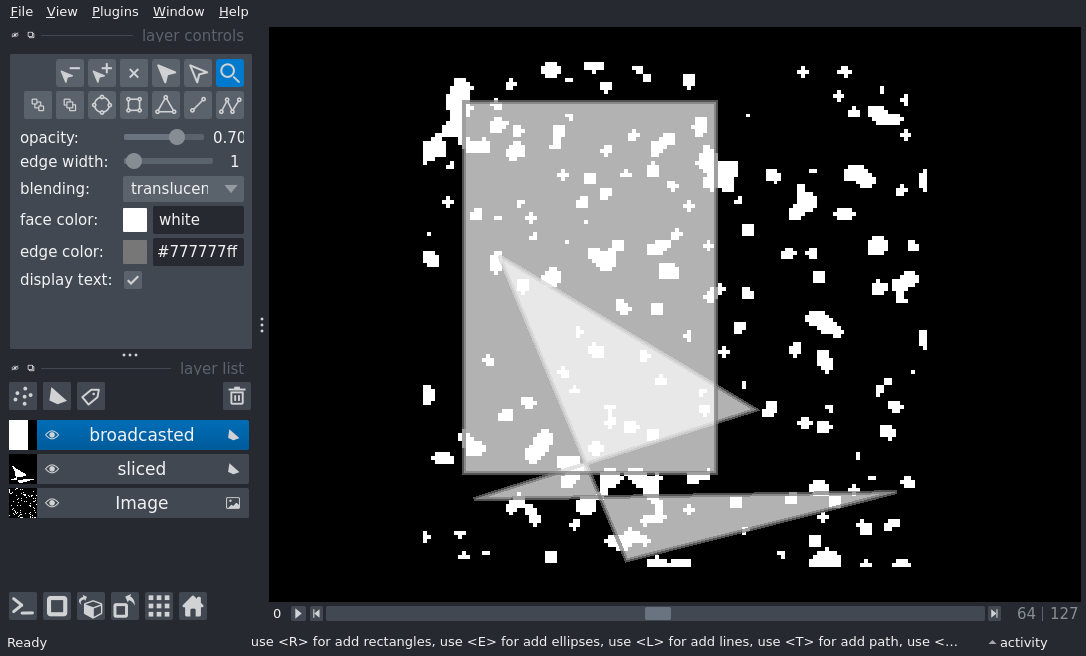 File View Plugins Window Help
layer controls
opacity: 0.70
edge width: 1
blending: translucen
face color: white
edge color: #777777ff
display text:
layer list
broadcasted
sliced
Image
0 64 | 127
Ready use <R> for add rectangles, use <E> for add ellipses, use <L> for add lines, use <T> for add path, use <... activity